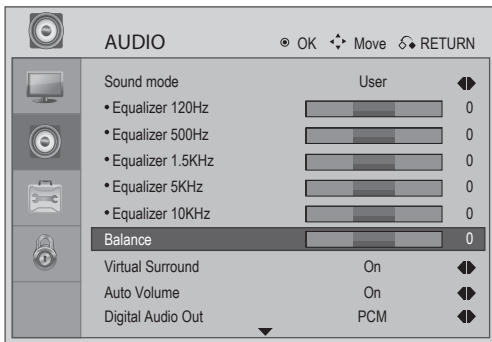 AUDIO OK Move RETURN
Sound mode User
• Equalizer 120Hz 0
• Equalizer 500Hz 0
• Equalizer 1.5KHz 0
• Equalizer 5KHz 0
• Equalizer 10KHz 0
Balance 0
Virtual Surround On
Auto Volume On
Digital Audio Out PCM